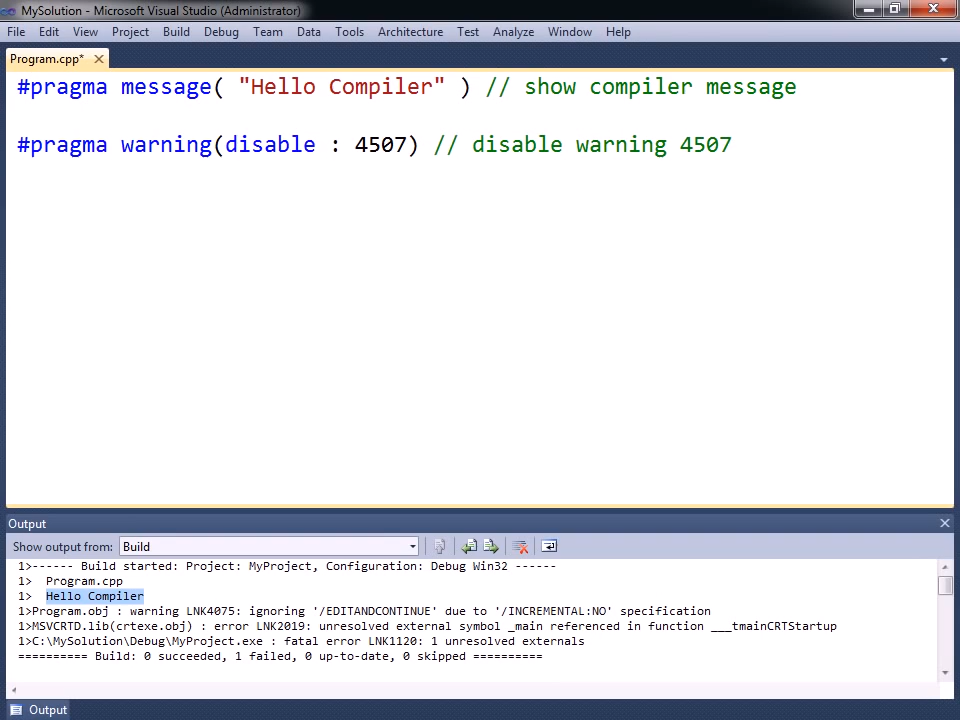 MySolution - Microsoft Visual Studio (Administrator)
File Edit View Project Build Debug Team Data Tools Architecture Test Analyze Window Help
Program.cpp*
#pragma message( "Hello Compiler" ) // show compiler message
#pragma warning(disable : 4507) // disable warning 4507
Output
Show output from: Build
1>------ Build started: Project: MyProject, Configuration: Debug Win32 ------
1>  Program.cpp
1>  Hello Compiler
1>Program.obj : warning LNK4075: ignoring '/EDITANDCONTINUE' due to '/INCREMENTAL:NO' specification
1>MSVCRTD.lib(crtexe.obj) : error LNK2019: unresolved external symbol _main referenced in function ___tmainCRTStartup
1>C:\MySolution\Debug\MyProject.exe : fatal error LNK1120: 1 unresolved externals
========== Build: 0 succeeded, 1 failed, 0 up-to-date, 0 skipped ==========
Output